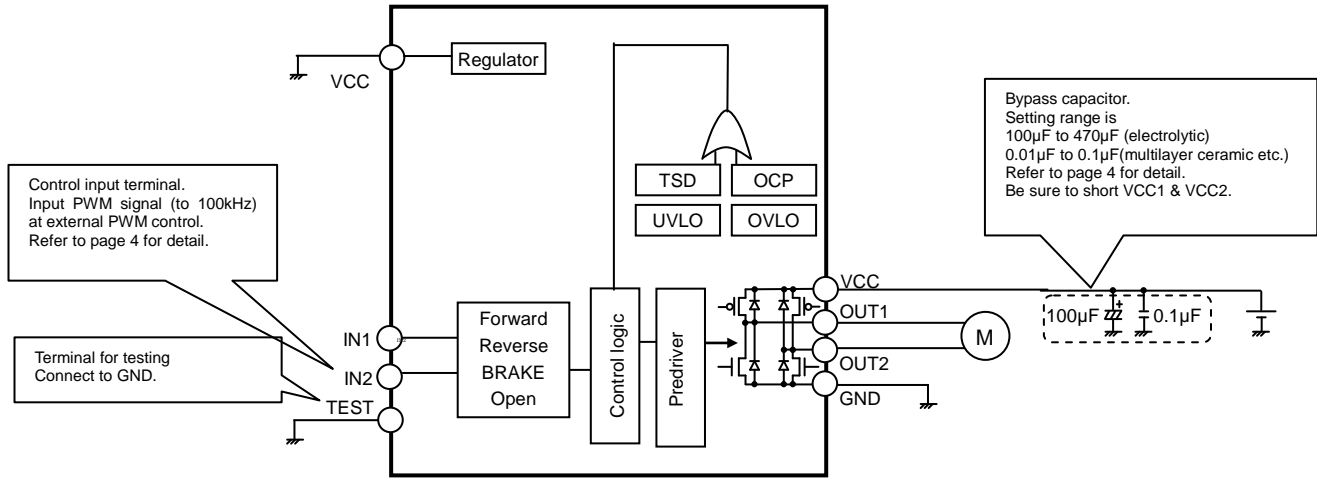 Regulator
VCC
Bypass capacitor.
Setting range is
100µF to 470µF (electrolytic)
0.01µF to 0.1µF(multilayer ceramic etc.)
Refer to page 4 for detail.
Be sure to short VCC1 & VCC2.
TSD
OCP
UVLO
OVLO
Control input terminal.
Input PWM signal (to 100kHz)
at external PWM control.
Refer to page 4 for detail.
Terminal for testing
Connect to GND.
IN1
IN2
TEST
Forward
Reverse
BRAKE
Open
Control logic
Predriver
VCC
OUT1
OUT2
GND
M
100µF
+
0.1µF